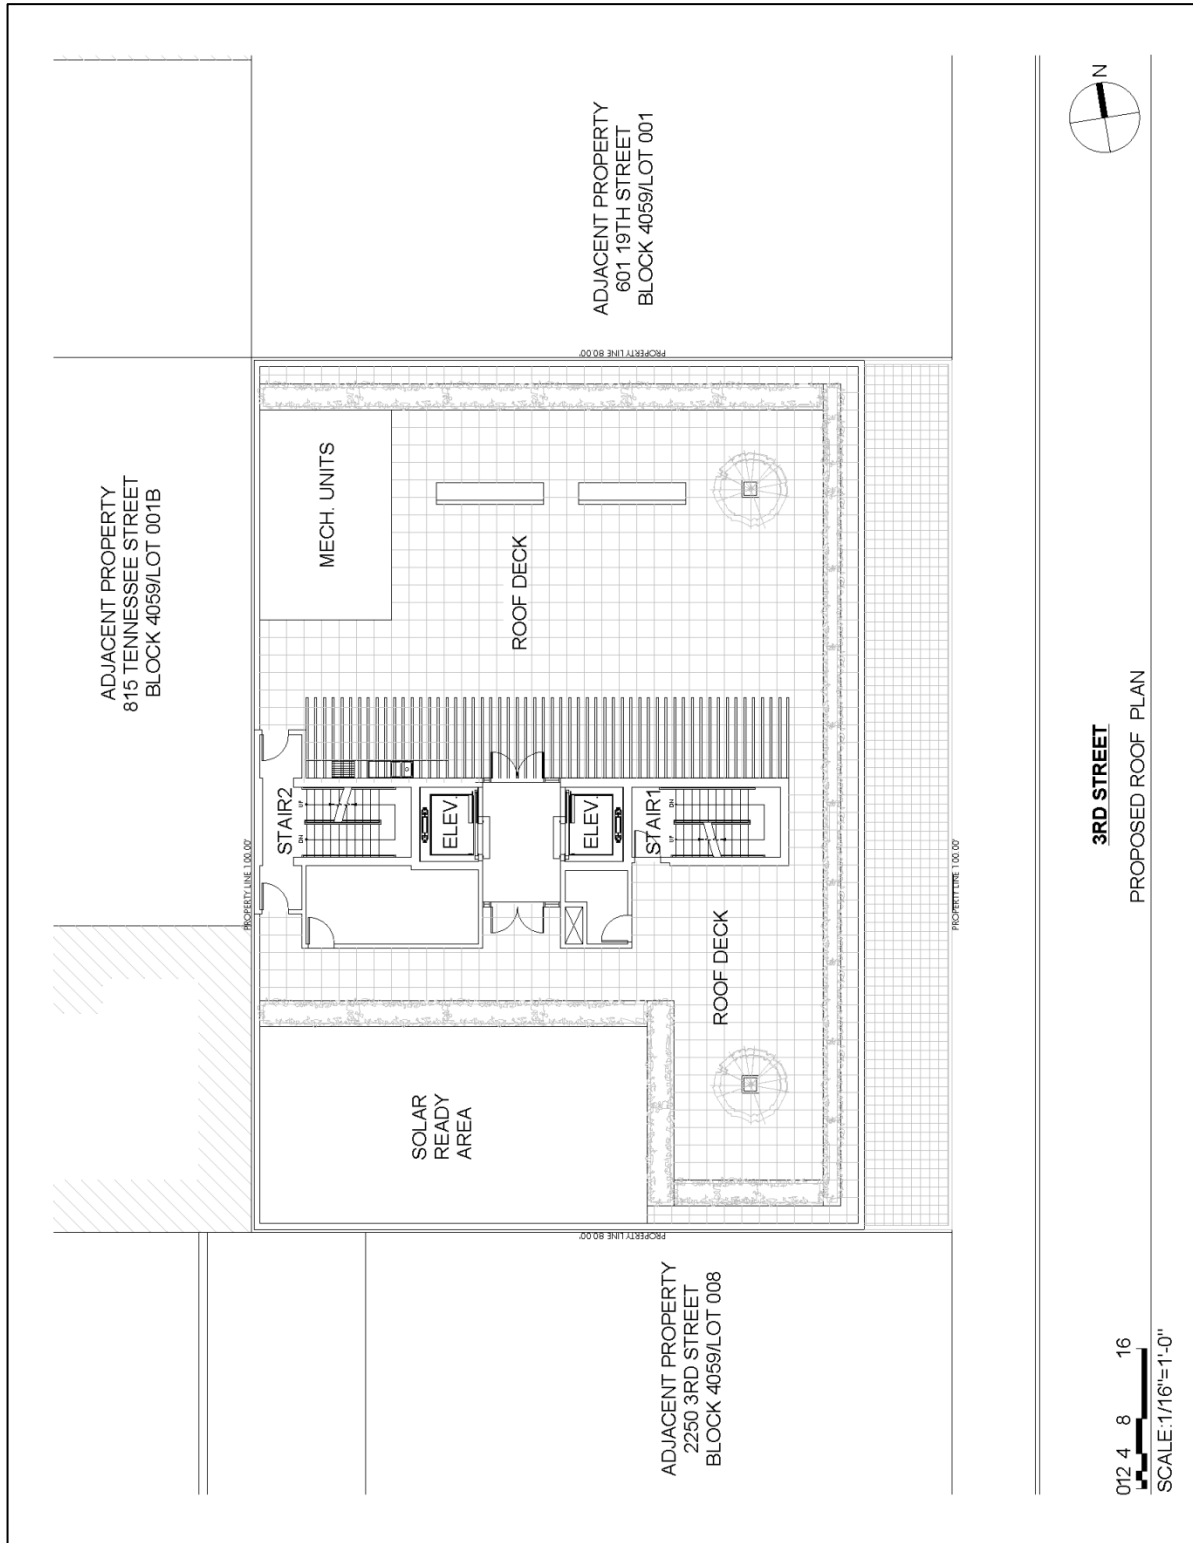 ADJACENT PROPERTY
815 TENNESSEE STREET
BLOCK 4059/LOT 001B
ADJACENT PROPERTY
601 19TH STREET
BLOCK 4059/LOT 001
N
PROPERTY LINE 100.00'
PROPERTY LINE 80.00'
PROPERTY LINE 80.00'
MECH. UNITS
ROOF DECK
STAIR2
UP
DN
ELEV.
ELEV.
STAIR1
DN
UP
SOLAR
READY
AREA
ROOF DECK
PROPERTY LINE 100.00'
ADJACENT PROPERTY
2250 3RD STREET
BLOCK 4059/LOT 008
3RD STREET
PROPOSED ROOF PLAN
012 4 8 16
SCALE:1/16"=1'-0"